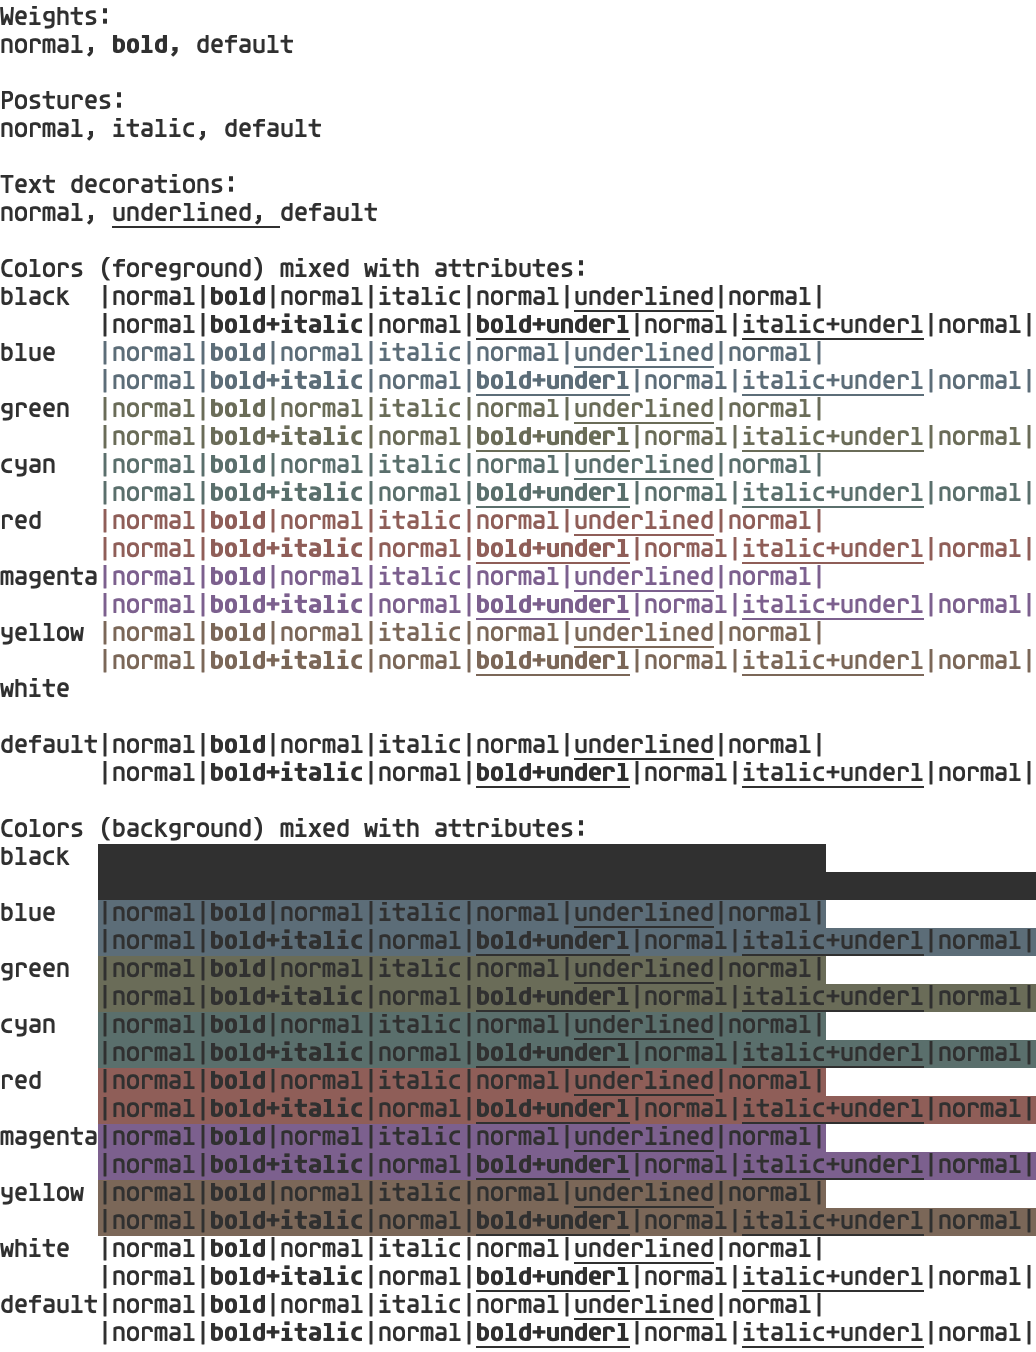 Weights:
normal, bold, default
Postures:
normal, italic, default
Text decorations:
normal, underlined, default
Colors (foreground) mixed with attributes:
black  |normal|bold|normal|italic|normal|underlined|normal|
|normal|bold+italic|normal|bold+underl|normal|italic+underl|normal|
blue   |normal|bold|normal|italic|normal|underlined|normal|
|normal|bold+italic|normal|bold+underl|normal|italic+underl|normal|
green  |normal|bold|normal|italic|normal|underlined|normal|
|normal|bold+italic|normal|bold+underl|normal|italic+underl|normal|
cyan   |normal|bold|normal|italic|normal|underlined|normal|
|normal|bold+italic|normal|bold+underl|normal|italic+underl|normal|
red    |normal|bold|normal|italic|normal|underlined|normal|
|normal|bold+italic|normal|bold+underl|normal|italic+underl|normal|
magenta|normal|bold|normal|italic|normal|underlined|normal|
|normal|bold+italic|normal|bold+underl|normal|italic+underl|normal|
yellow |normal|bold|normal|italic|normal|underlined|normal|
|normal|bold+italic|normal|bold+underl|normal|italic+underl|normal|
white
default|normal|bold|normal|italic|normal|underlined|normal|
|normal|bold+italic|normal|bold+underl|normal|italic+underl|normal|
Colors (background) mixed with attributes:
black
blue   |normal|bold|normal|italic|normal|underlined|normal|
|normal|bold+italic|normal|bold+underl|normal|italic+underl|normal|
green  |normal|bold|normal|italic|normal|underlined|normal|
|normal|bold+italic|normal|bold+underl|normal|italic+underl|normal|
cyan   |normal|bold|normal|italic|normal|underlined|normal|
|normal|bold+italic|normal|bold+underl|normal|italic+underl|normal|
red    |normal|bold|normal|italic|normal|underlined|normal|
|normal|bold+italic|normal|bold+underl|normal|italic+underl|normal|
magenta|normal|bold|normal|italic|normal|underlined|normal|
|normal|bold+italic|normal|bold+underl|normal|italic+underl|normal|
yellow |normal|bold|normal|italic|normal|underlined|normal|
|normal|bold+italic|normal|bold+underl|normal|italic+underl|normal|
white  |normal|bold|normal|italic|normal|underlined|normal|
|normal|bold+italic|normal|bold+underl|normal|italic+underl|normal|
default|normal|bold|normal|italic|normal|underlined|normal|
|normal|bold+italic|normal|bold+underl|normal|italic+underl|normal|